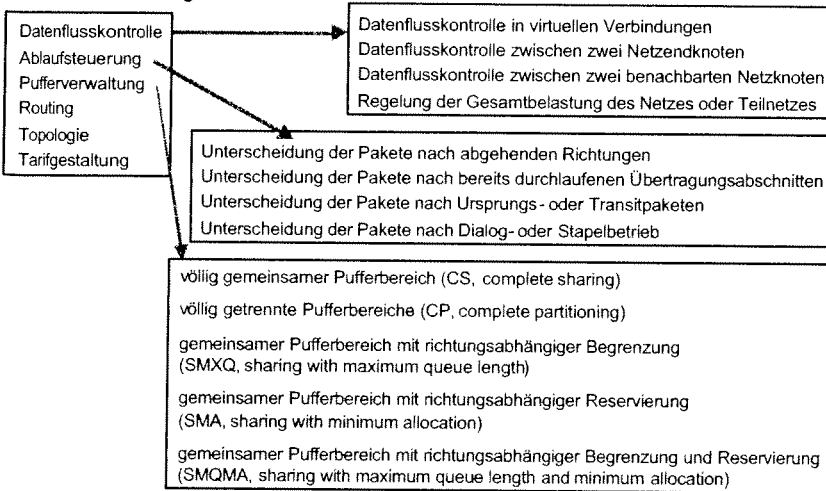 Datenflusskontrolle
Ablaufsteuerung
Pufferverwaltung
Routing
Topologie
Tarifgestaltung
Datenflusskontrolle in virtuellen Verbindungen
Datenflusskontrolle zwischen zwei Netzendknoten
Datenflusskontrolle zwischen zwei benachbarten Netzknoten
Regelung der Gesamtbelastung des Netzes oder Teilnetzes
Unterscheidung der Pakete nach abgehenden Richtungen
Unterscheidung der Pakete nach bereits durchlaufenen Übertragungsabschnitten
Unterscheidung der Pakete nach Ursprungs- oder Transitpaketen
Unterscheidung der Pakete nach Dialog- oder Stapelbetrieb
völlig gemeinsamer Pufferbereich (CS, complete sharing)
völlig getrennte Pufferbereiche (CP, complete partitioning)
gemeinsamer Pufferbereich mit richtungsabhängiger Begrenzung
(SMXQ, sharing with maximum queue length)
gemeinsamer Pufferbereich mit richtungsabhängiger Reservierung
(SMA, sharing with minimum allocation)
gemeinsamer Pufferbereich mit richtungsabhängiger Begrenzung und Reservierung
(SMQMA, sharing with maximum queue length and minimum allocation)